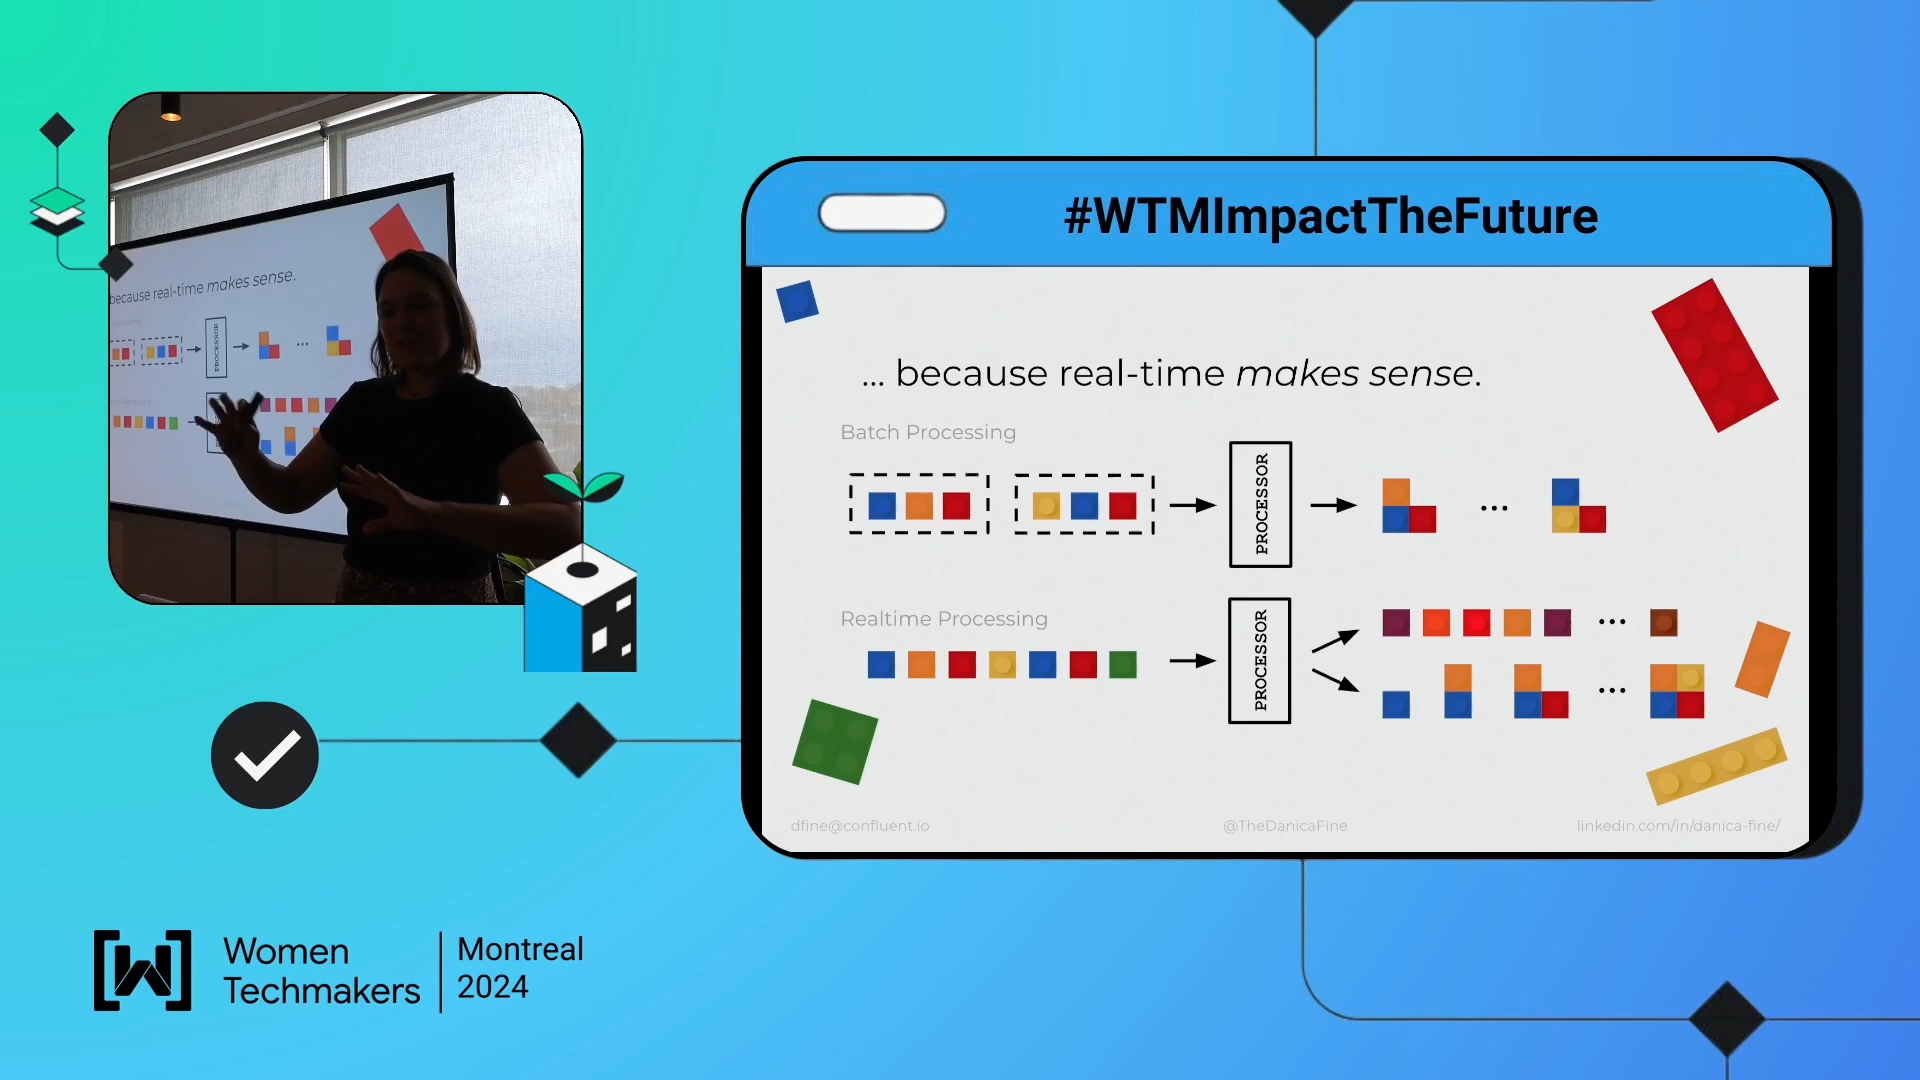 because real-time makes sense.
PROCESSOR
#WTMImpactTheFuture
... because real-time makes sense.
Batch Processing
PROCESSOR
Realtime Processing
PROCESSOR
dfine@confluent.io
@TheDanicaFine
linkedin.com/in/danica-fine/
Women
Techmakers
Montreal
2024